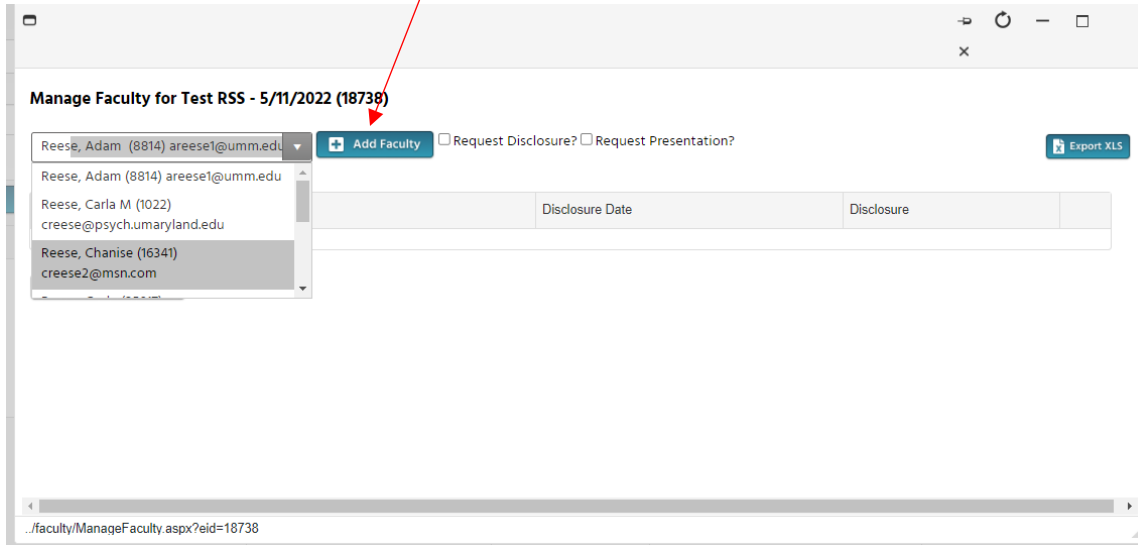 Manage Faculty for Test RSS - 5/11/2022 (18738)
Reese, Adam (8814) areese1@umm.edu
Add Faculty
Request Disclosure?
Request Presentation?
Export XLS
Reese, Adam (8814) areese1@umm.edu
Reese, Carla M (1022)
creese@psych.umaryland.edu
Reese, Chanise (16341)
creese2@msn.com
Disclosure Date
Disclosure
../faculty/ManageFaculty.aspx?eid=18738